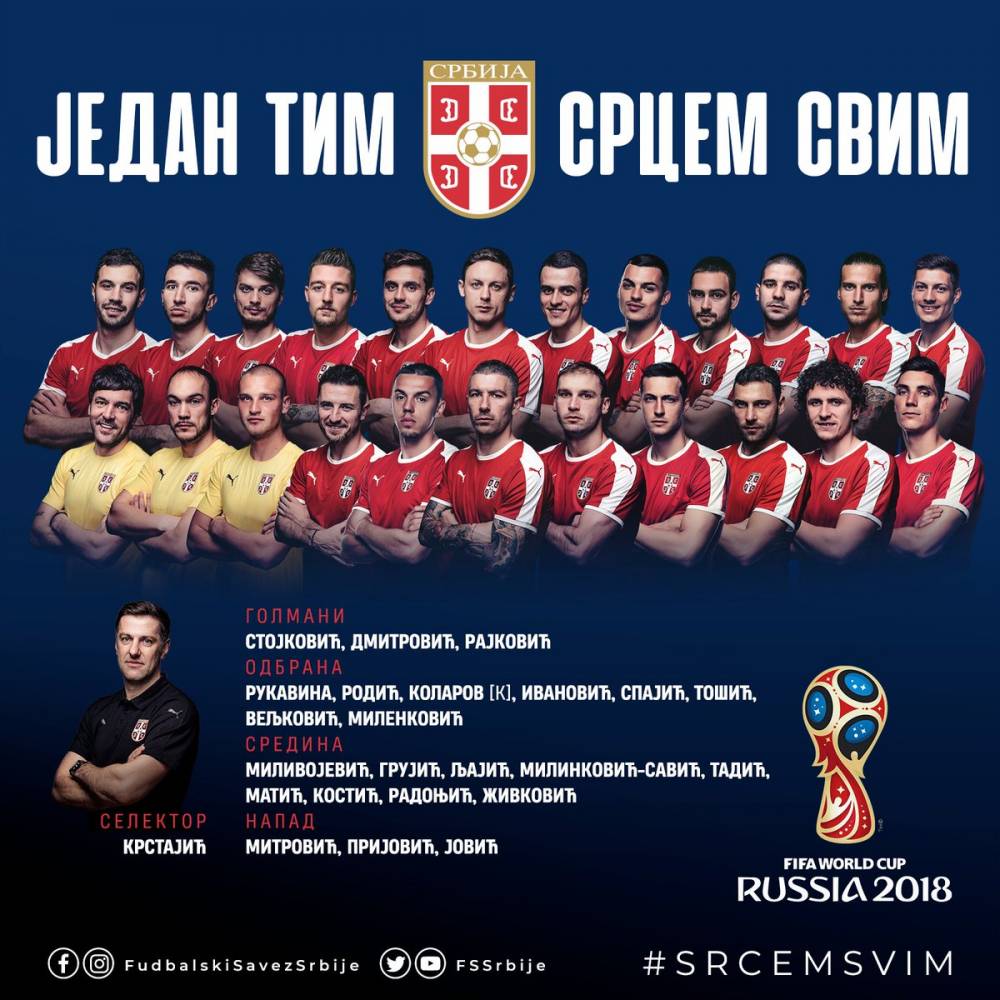 СРБИЈА
ЈЕДАН ТИМ СРЦЕМ СВИМ
ГОЛМАНИ
СТОЈКОВИЋ, ДМИТРОВИЋ, РАЈКОВИЋ
ОДБРАНА
РУКАВИНА, РОДИЋ, КОЛАРОВ [К], ИВАНОВИЋ, СПАЈИЋ, ТОШИЋ,
ВЕЉКОВИЋ, МИЛЕНКОВИЋ
СРЕДИНА
МИЛИВОЈЕВИЋ, ГРУЈИЋ, ЉАЈИЋ, МИЛИНКОВИЋ-САВИЋ, ТАДИЋ,
МАТИЋ, КОСТИЋ, РАДОЊИЋ, ЖИВКОВИЋ
НАПАД
МИТРОВИЋ, ПРИЈОВИЋ, ЈОВИЋ
СЕЛЕКТОР
КРСТАЈИЋ
FIFA WORLD CUP
RUSSIA 2018
FudbalskiSavezSrbije FSSrbije
#SRCEMSVIM